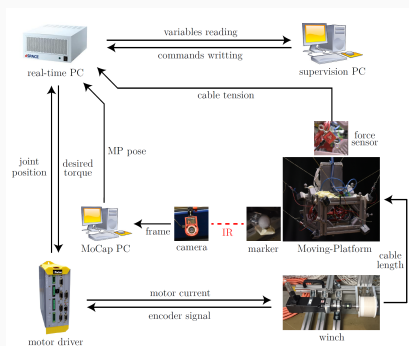 variables reading
commands writting
real-time PC
supervision PC
cable tension
force
sensor
MP pose
joint
position
desired
torque
frame
IR
MoCap PC
camera
marker
Moving-Platform
cable
length
motor current
encoder signal
motor driver
winch